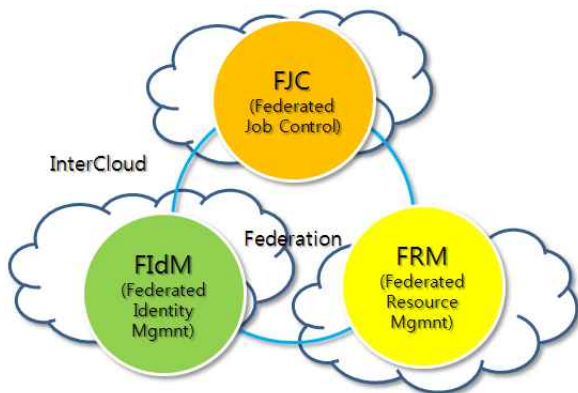 FJC
(Federated
Job Control)
InterCloud
Federation
FIdM
(Federated
Identity
Mgmnt)
FRM
(Federated
Resource
Mgmnt)